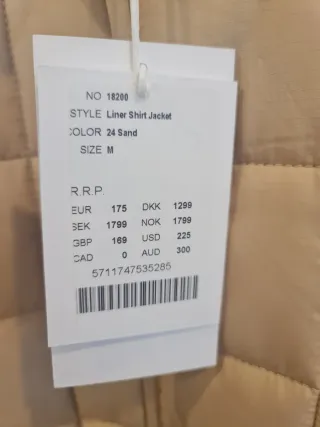 NO 18200
STYLE Liner Shirt Jacket
COLOR 24 Sand
SIZE M
R.R.P.
EUR 175 DKK 1299
SEK 1799 NOK 1799
GBP 169 USD 225
CAD 0 AUD 300
5711747535285